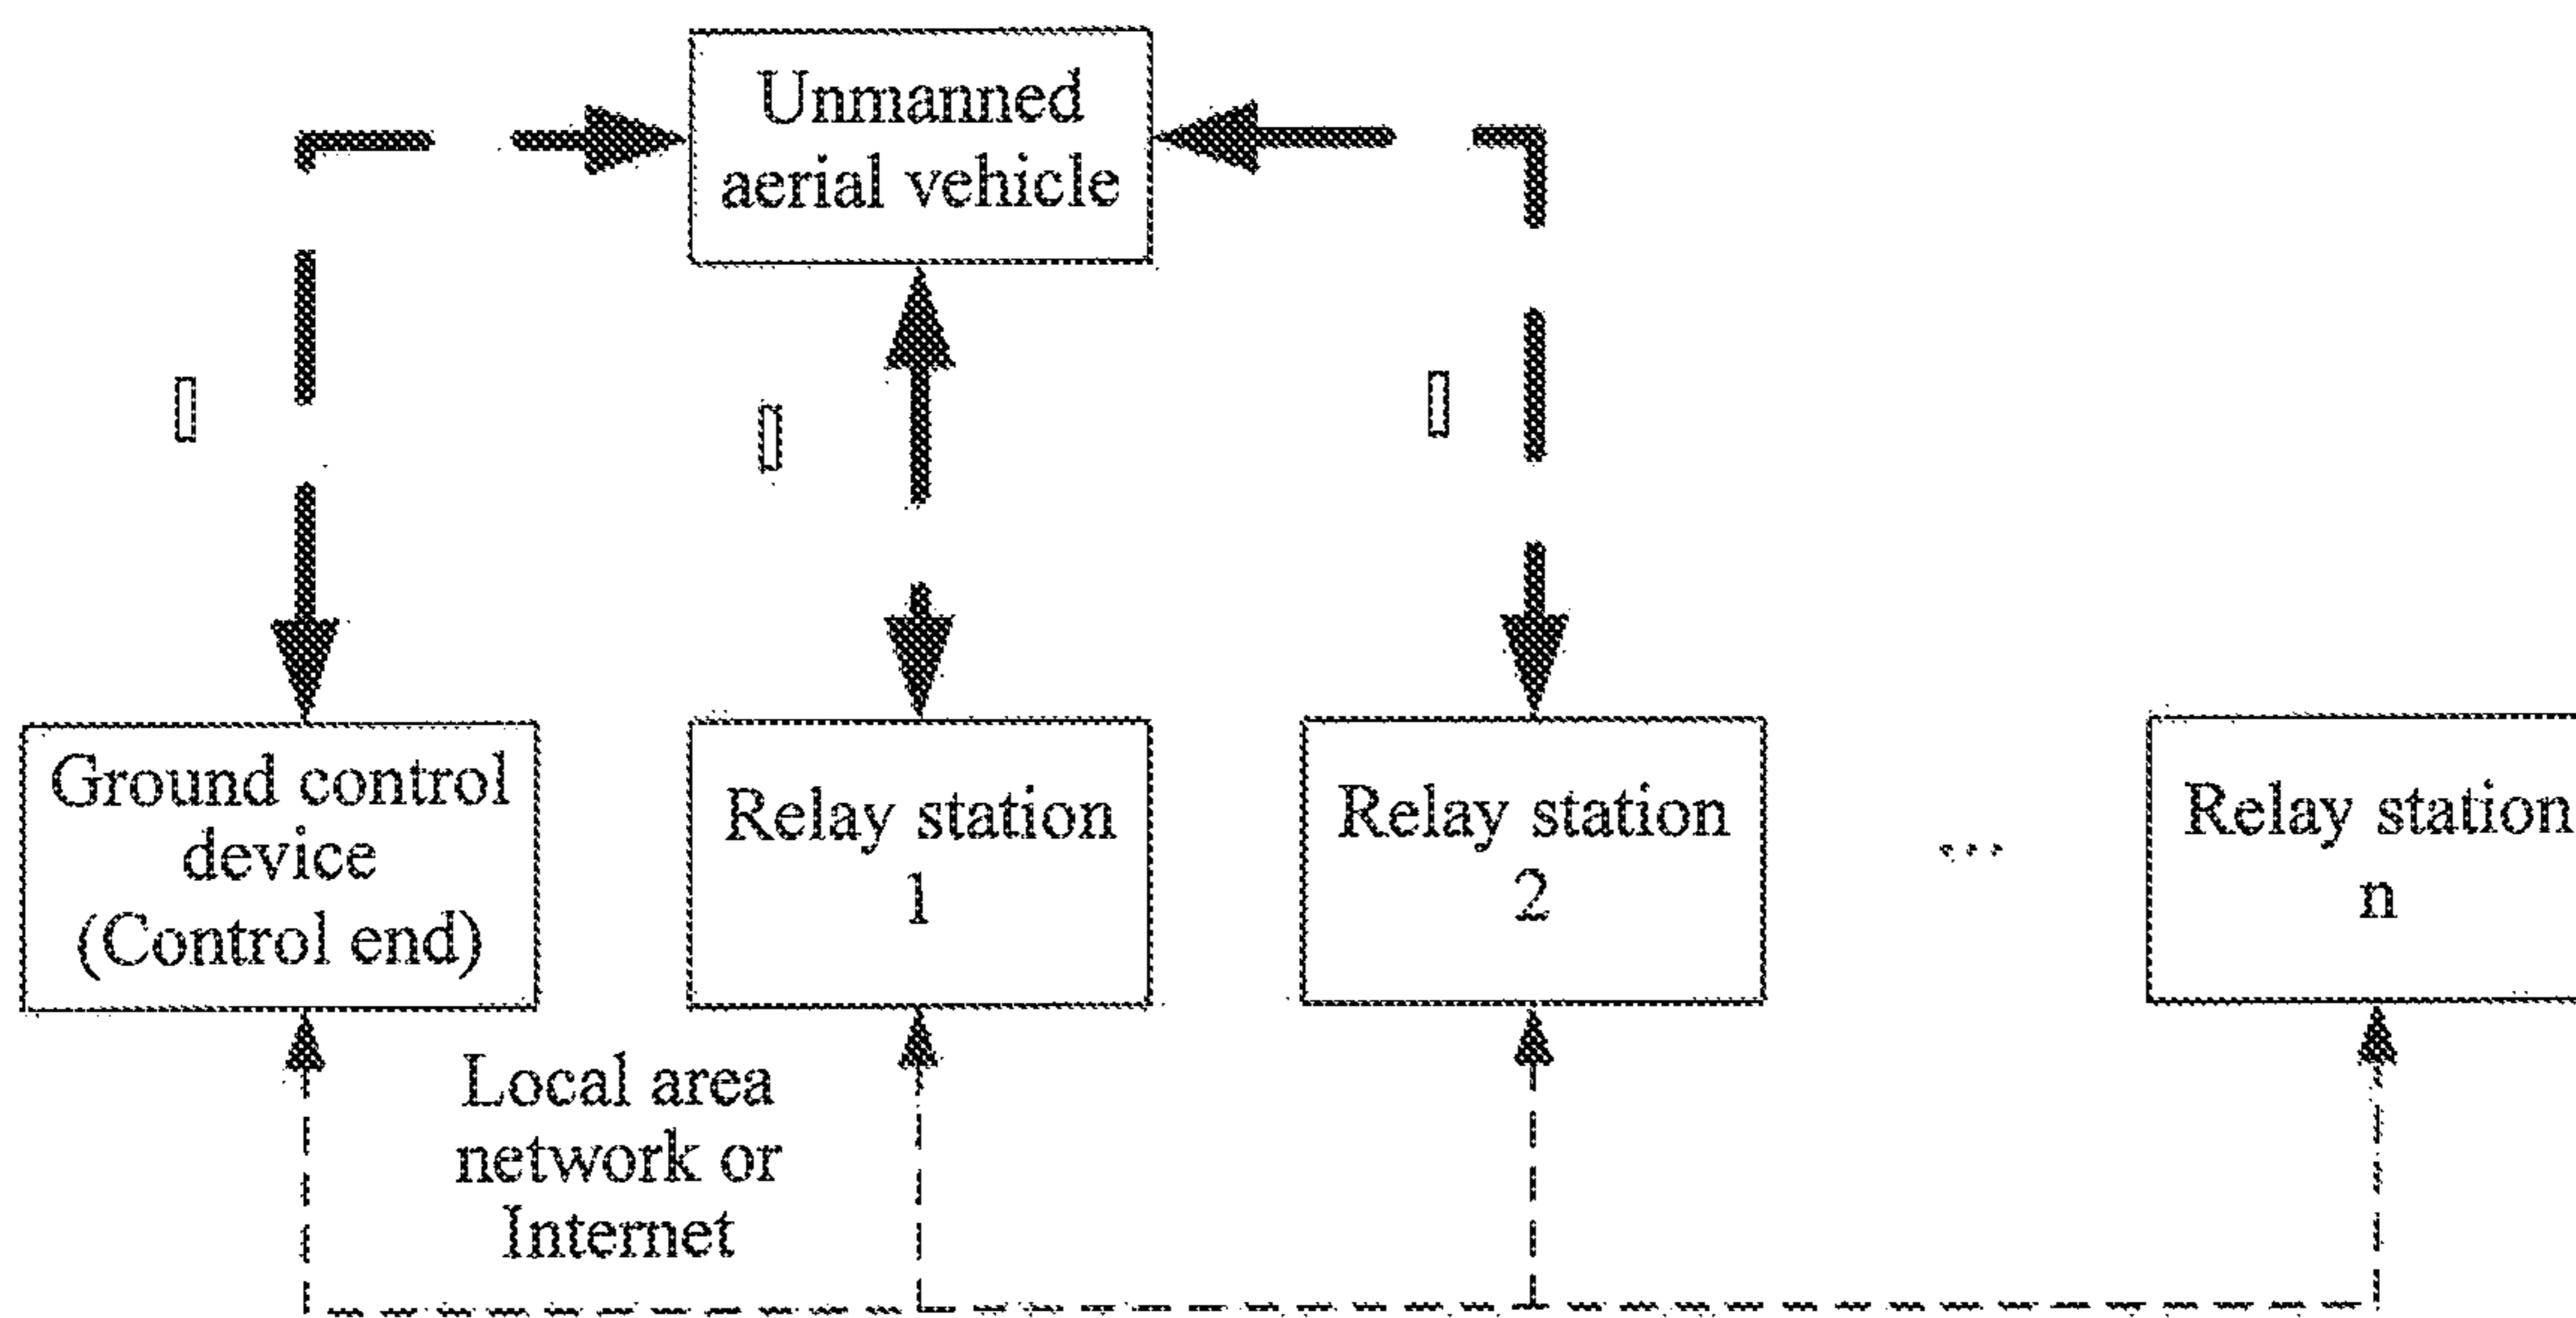 Unmanned
aerial vehicle
Ground control
device
(Control end)
Relay station
1
Relay station
2
...
Relay station
n
Local area
network or
Internet